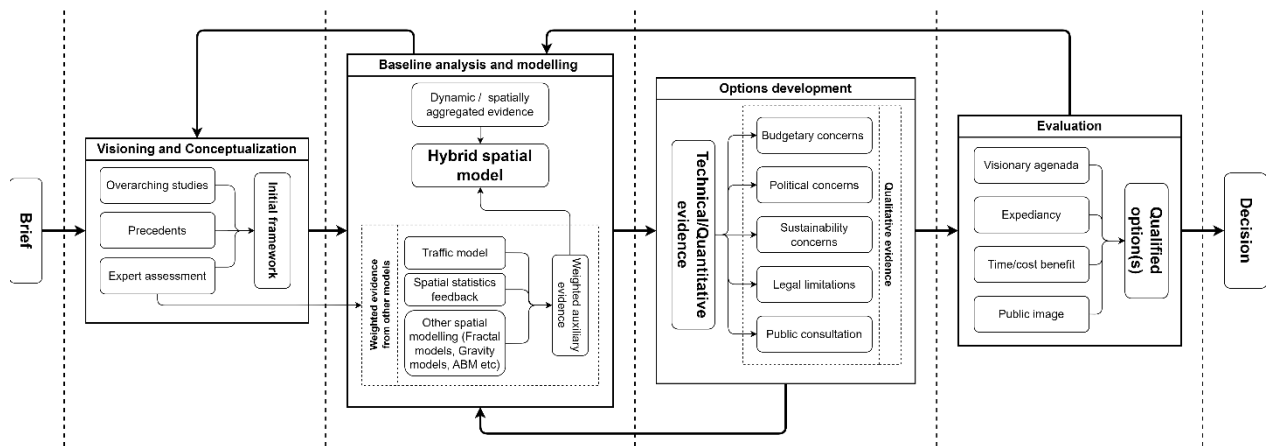 Brief
Visioning and Conceptualization
Overarching studies
Precedents
Expert assessment
Initial framework
Baseline analysis and modelling
Dynamic / spatially
aggregated evidence
Hybrid spatial
model
Weighted evidence
from other models
Traffic model
Spatial statistics
feedback
Other spatial
modelling (Fractal
models, Gravity
models, ABM etc)
Weighted auxiliary
evidence
Options development
Technical/Quantitative
evidence
Budgetary concerns
Political concerns
Sustainability
concerns
Legal limitations
Public consultation
Qualitative evidence
Evaluation
Visionary agenada
Expediancy
Time/cost benefit
Public image
Qualified
option(s)
Decision